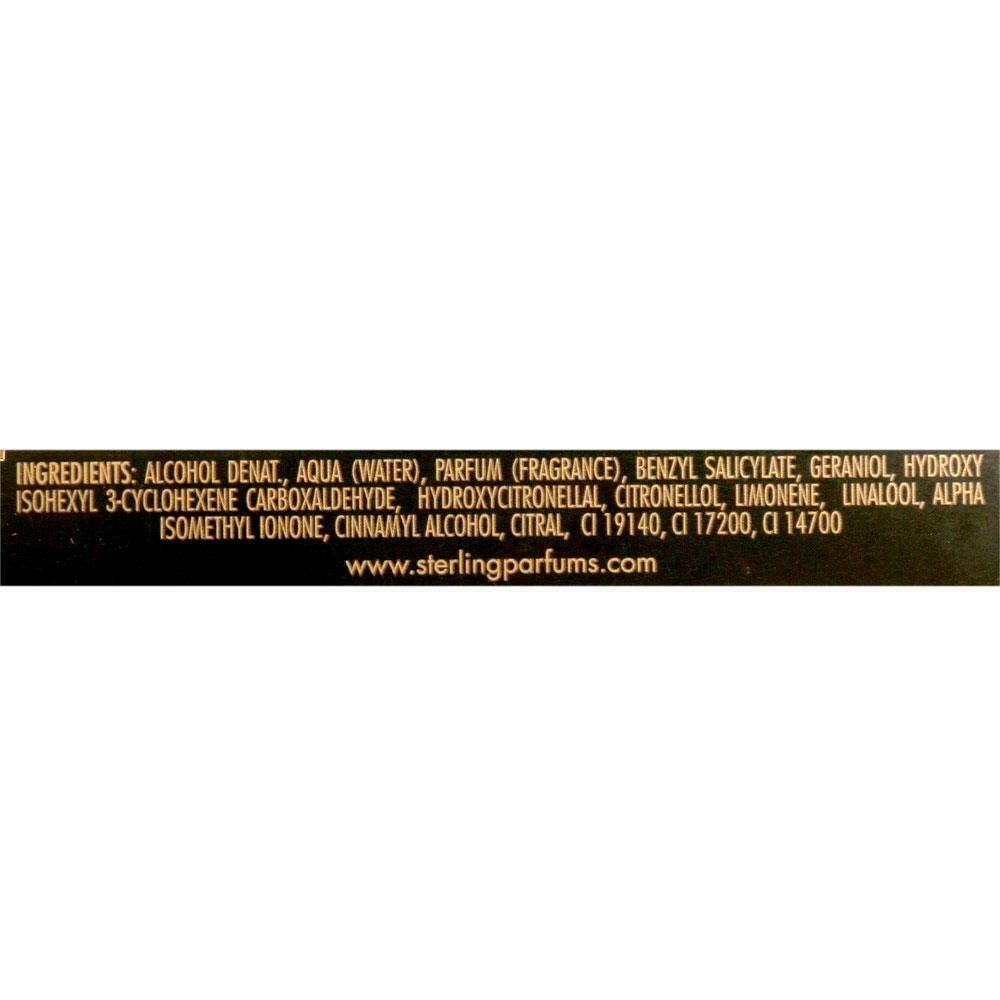 INGREDIENTS: ALCOHOL DENAT., AQUA (WATER), PARFUM (FRAGRANCE), BENZYL SALICYLATE, GERANIOL, HYDROXY
ISOHEXYL 3-CYCLOHEXENE CARBOXALDEHYDE, HYDROXYCITRONELLAL, CITRONELLOL, LIMONENE, LINALOOL, ALPHA
ISOMETHYL IONONE, CINNAMYL ALCOHOL, CITRAL, CI 19140, CI 17200, CI 14700
www.sterlingparfums.com